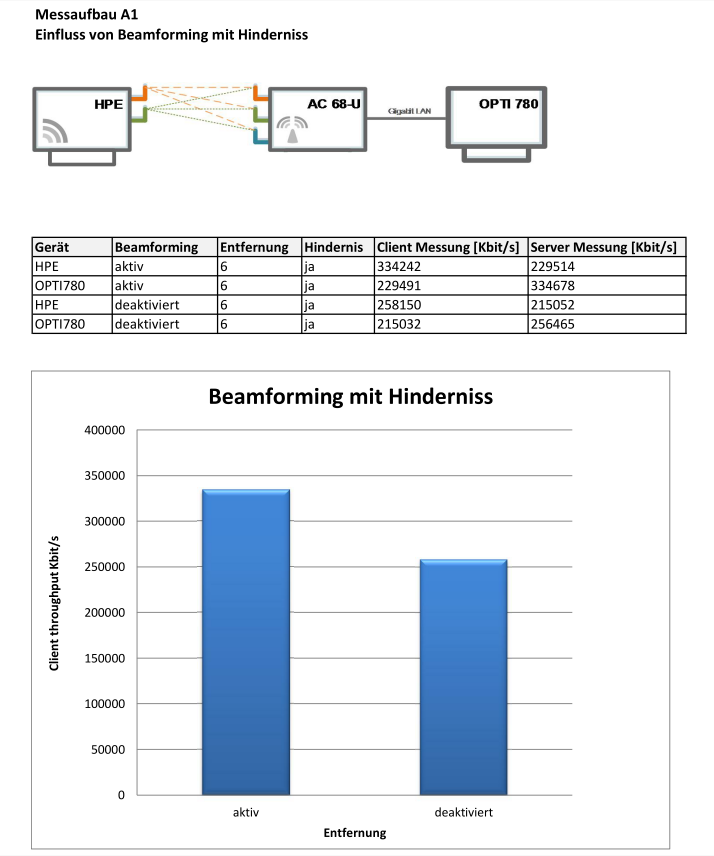 Messaufbau A1
Einfluss von Beamforming mit Hinderniss
HPE
AC 68-U
Gigabit LAN
OPTI 780
Gerät Beamforming Entfernung Hindernis Client Messung [Kbit/s] Server Messung [Kbit/s]
HPE aktiv 6 ja 334242 229514
OPTI780 aktiv 6 ja 229491 334678
HPE deaktiviert 6 ja 258150 215052
OPTI780 deaktiviert 6 ja 215032 256465
Beamforming mit Hinderniss
Client throughput Kbit/s
400000
350000
300000
250000
200000
150000
100000
50000
0
aktiv deaktiviert
Entfernung